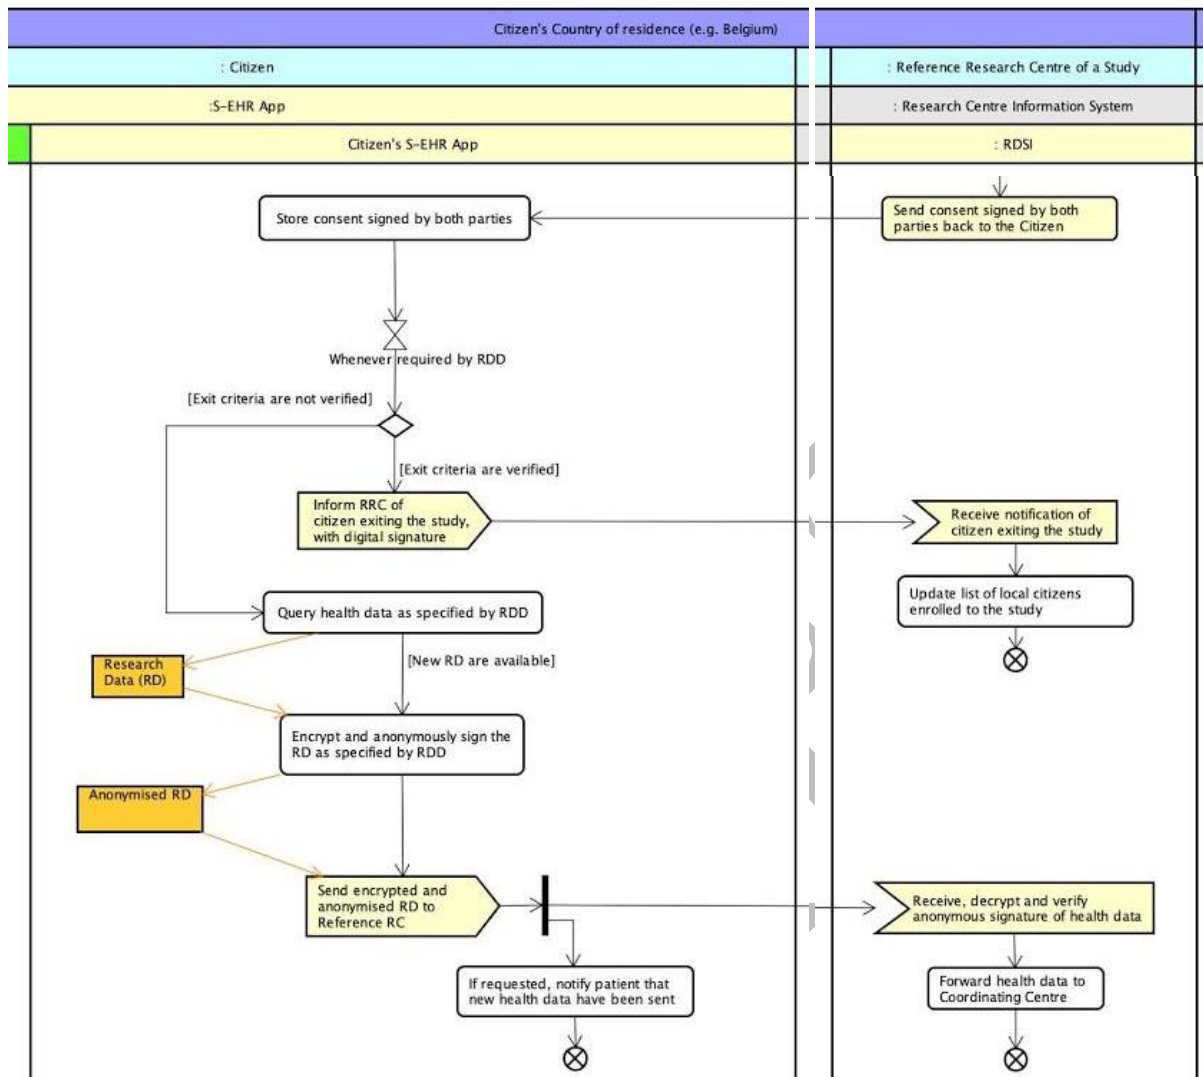 Citizen's Country of residence (e.g. Belgium)
: Citizen
: Reference Research Centre of a Study
:S-EHR App
: Research Centre Information System
Citizen's S-EHR App
: RDSI
Store consent signed by both parties
Send consent signed by both
parties back to the Citizen
Whenever required by RDD
[Exit criteria are not verified]
[Exit criteria are verified]
Inform RRC of
citizen exiting the study,
with digital signature
Receive notification of
citizen exiting the study
Query health data as specified by RDD
Update list of local citizens
enrolled to the study
Research
Data (RD)
[New RD are available]
Encrypt and anonymously sign the
RD as specified by RDD
Anonymised RD
Send encrypted and
anonymised RD to
Reference RC
Receive, decrypt and verify
anonymous signature of health data
If requested, notify patient that
new health data have been sent
Forward health data to
Coordinating Centre